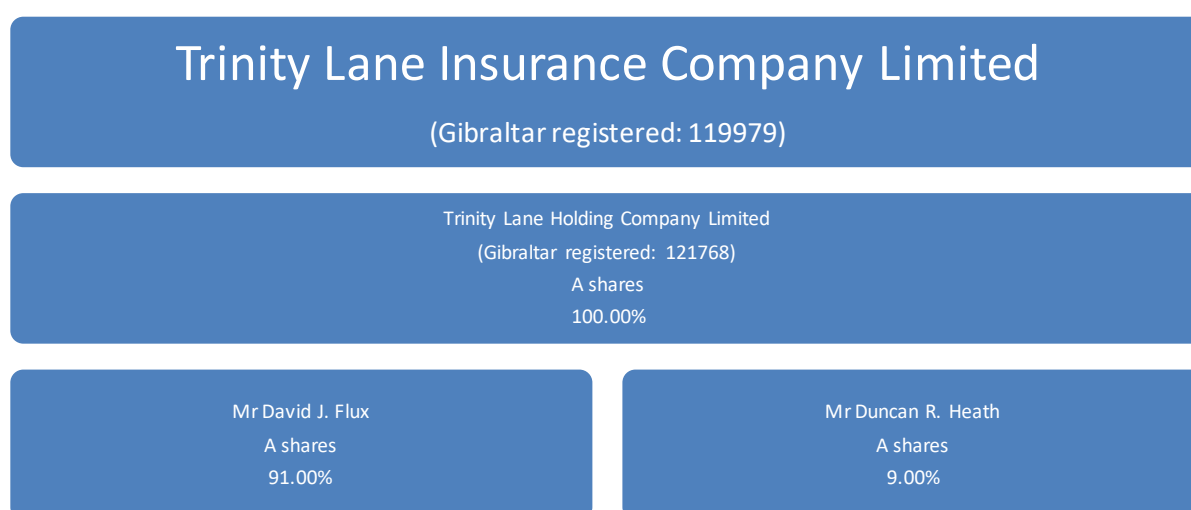 Trinity Lane Insurance Company Limited
(Gibraltar registered: 119979)
Trinity Lane Holding Company Limited
(Gibraltar registered: 121768)
A shares
100.00%
Mr David J. Flux
A shares
91.00%
Mr Duncan R. Heath
A shares
9.00%